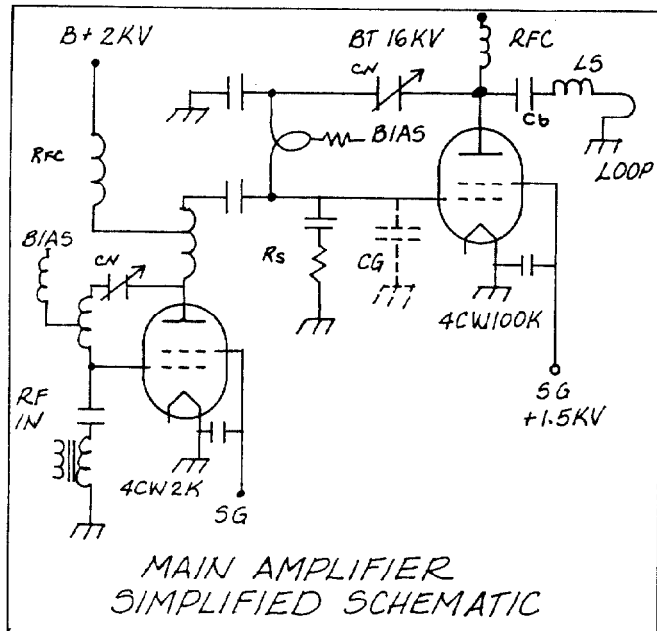 B+ 2KV
BT 16KV
RFC
CN
LS
Cb
BIAS
LOOP
RFC
BIAS
CN
RS
CG
4CW100K
RF
IN
SG
+1.5KV
4CW2K
SG
MAIN AMPLIFIER
SIMPLIFIED SCHEMATIC